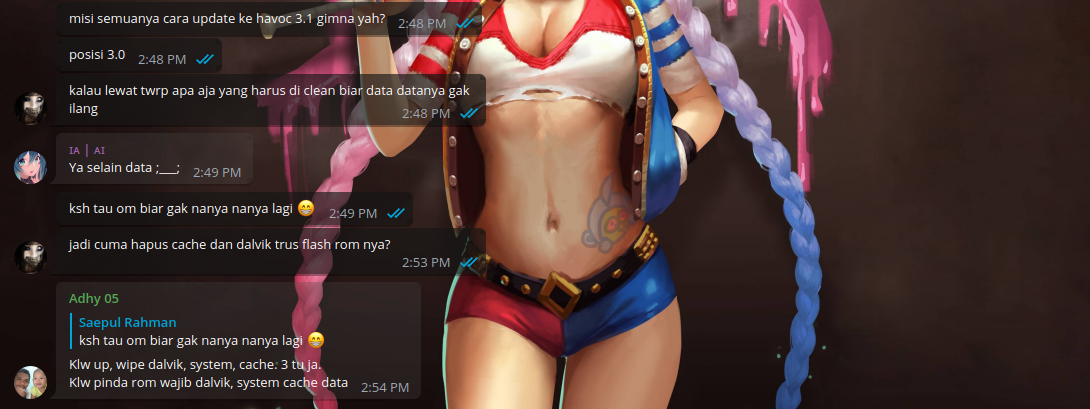 misi semuanya cara update ke havoc 3.1 gimna yah? 2:48 PM
posisi 3.0 2:48 PM
kalau lewat twrp apa aja yang harus di clean biar data datanya gak
ilang
2:48 PM
IA | AI
Ya selain data ;___; 2:49 PM
ksh tau om biar gak nanya nanya lagi 😁 2:49 PM
jadi cuma hapus cache dan dalvik trus flash rom nya?
2:53 PM
Adhy 05
Saepul Rahman
ksh tau om biar gak nanya nanya lagi 😁
Klw up, wipe dalvik, system, cache. 3 tu ja.
Klw pinda rom wajib dalvik, system cache data 2:54 PM